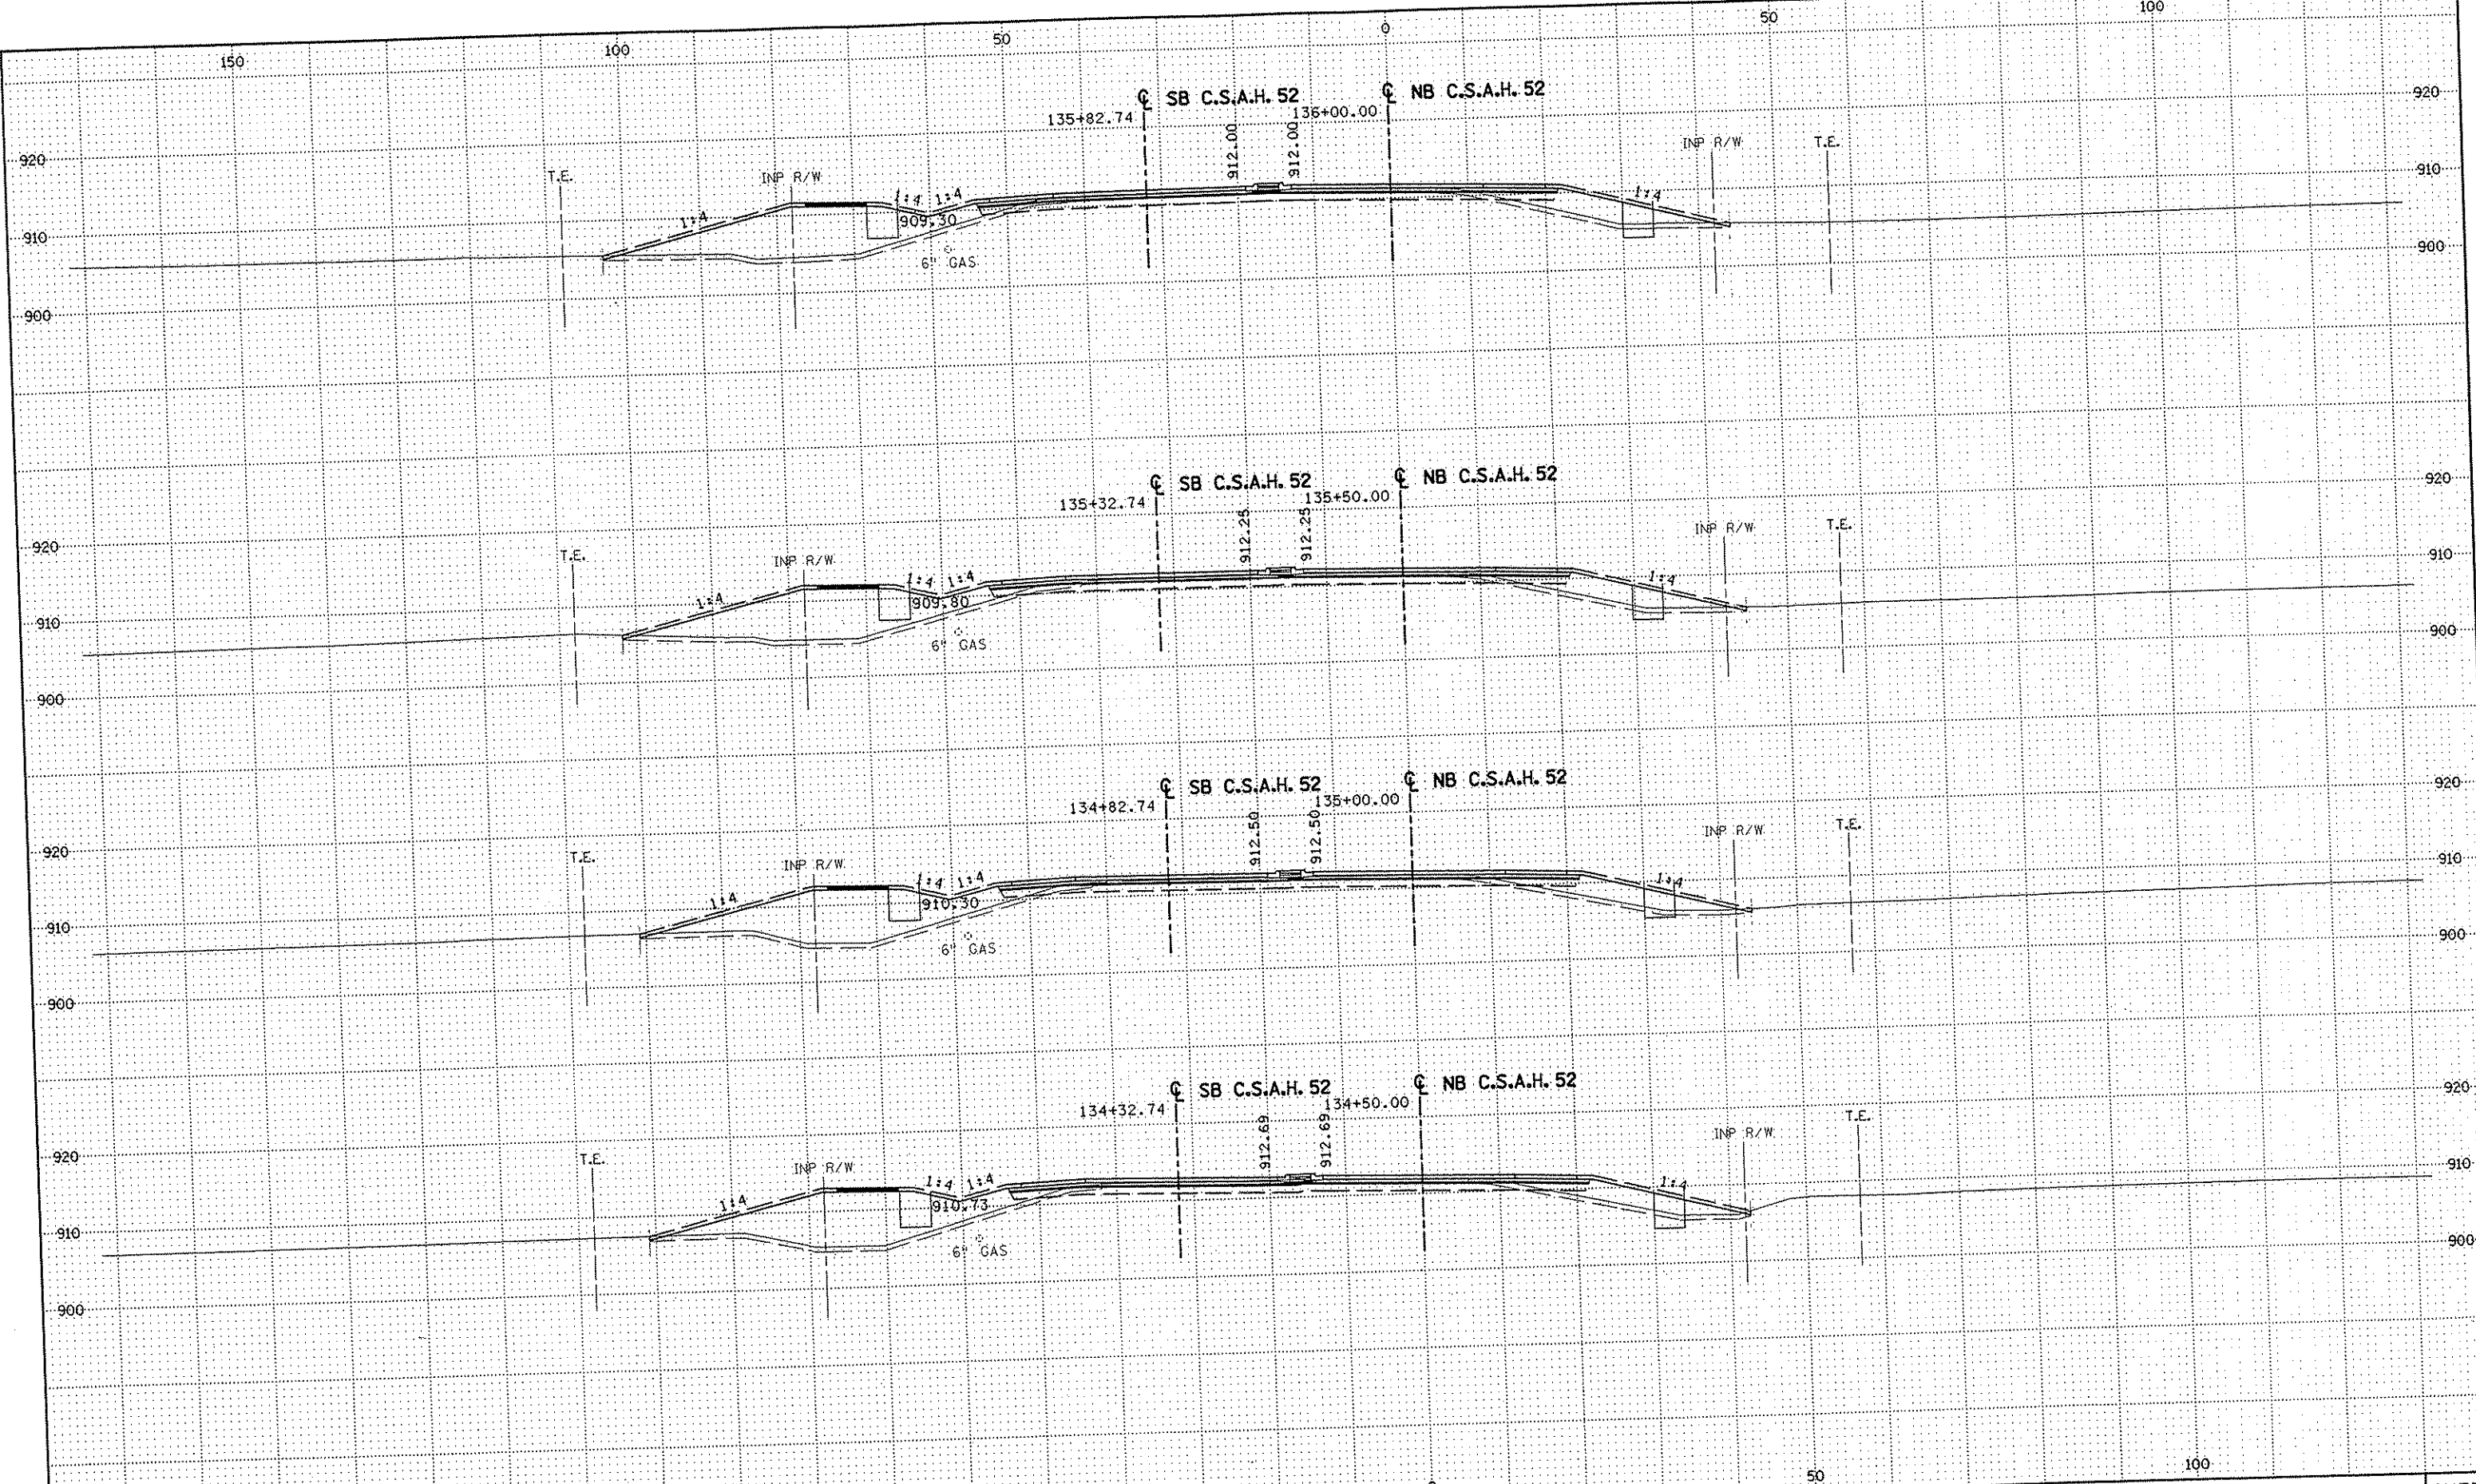 150 100 50 0 50 100
℄ SB C.S.A.H. 52 ℄ NB C.S.A.H. 52
135+82.74 912.00 912.00 136+00.00
920 T.E. INP R/W 1:4 1:4 1:4 909.30 6" GAS 1:4 INP R/W T.E. 920
910 910
900 900
℄ SB C.S.A.H. 52 ℄ NB C.S.A.H. 52
135+32.74 912.25 912.25 135+50.00
920 T.E. INP R/W 1:4 1:4 1:4 909.80 6" GAS 1:4 INP R/W T.E. 920
910 910
900 900
℄ SB C.S.A.H. 52 ℄ NB C.S.A.H. 52
134+82.74 912.50 912.50 135+00.00
920 T.E. INP R/W 1:4 1:4 1:4 910.30 6" GAS 1:4 INP R/W T.E. 920
910 910
900 900
℄ SB C.S.A.H. 52 ℄ NB C.S.A.H. 52
134+32.74 912.69 912.69 134+50.00
920 T.E. INP R/W 1:4 1:4 1:4 910.73 6" GAS 1:4 INP R/W T.E. 920
910 910
900 900
50 100